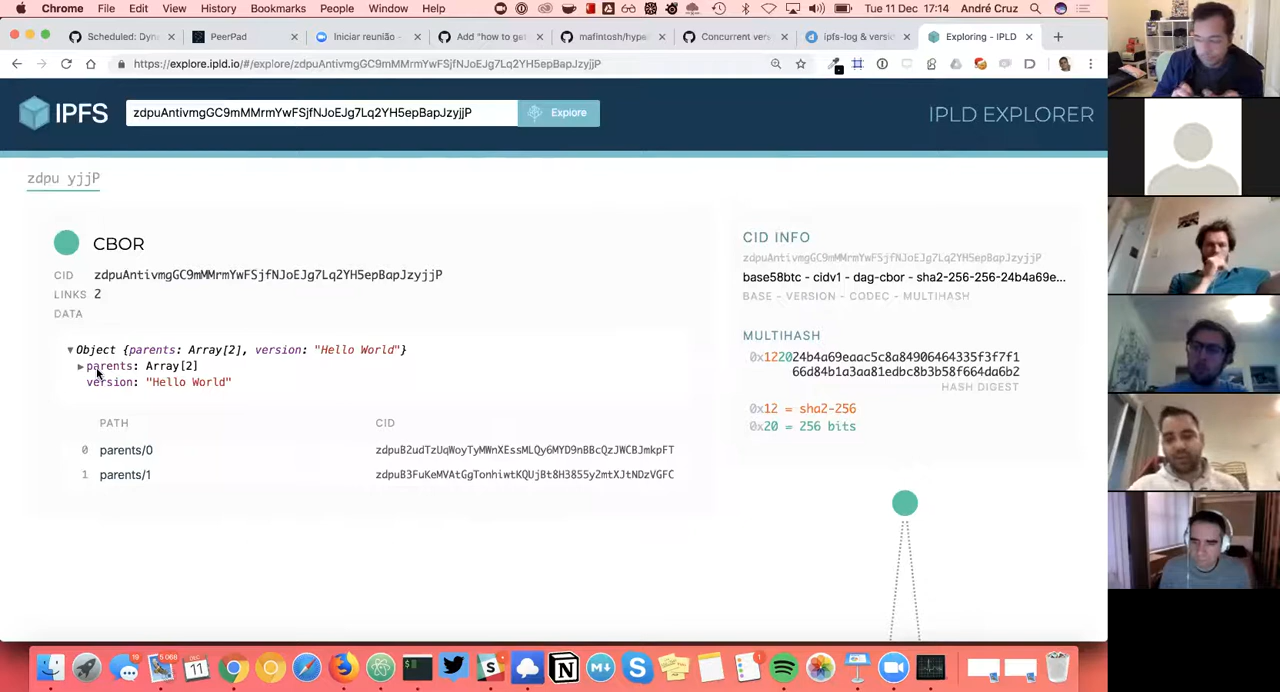 Chrome File Edit View History Bookmarks People Window Help Tue 11 Dec 17:14 André Cruz
Scheduled: Dyn PeerPad Iniciar reunião - Add "how to get mafintosh/hype Concurrent vers ipfs-log & versi Exploring - IPLD
https://explore.ipld.io/#/explore/zdpuAntivmgGC9mMMrmYwFSjfNJoEJg7Lq2YH5epBapJzyjjP
IPFS zdpuAntivmgGC9mMMrmYwFSjfNJoEJg7Lq2YH5epBapJzyjjP Explore IPLD EXPLORER
zdpu yjjP
CBOR
CID zdpuAntivmgGC9mMMrmYwFSjfNJoEJg7Lq2YH5epBapJzyjjP
LINKS 2
DATA
▼Object {parents: Array[2], version: "Hello World"}
▶parents: Array[2]
version: "Hello World"
PATH CID
0 parents/0 zdpuB2udTzUqWoyTyMWnXEssMLQy6MYD9nBBcQzJWCBJmkpFT
1 parents/1 zdpuB3FuKeMVAtGgTonhiwtKQUjBt8H3855y2mtXJtNDzVGFC
CID INFO
zdpuAntivmgGC9mMMrmYwFSjfNJoEJg7Lq2YH5epBapJzyjjP
base58btc - cidv1 - dag-cbor - sha2-256-256-24b4a69e...
BASE - VERSION - CODEC - MULTIHASH
MULTIHASH
0x122024b4a69eaac5c8a84906464335f3f7f1
66d84b1a3aa81edbc8b3b58f664da6b2
HASH DIGEST
0x12 = sha2-256
0x20 = 256 bits